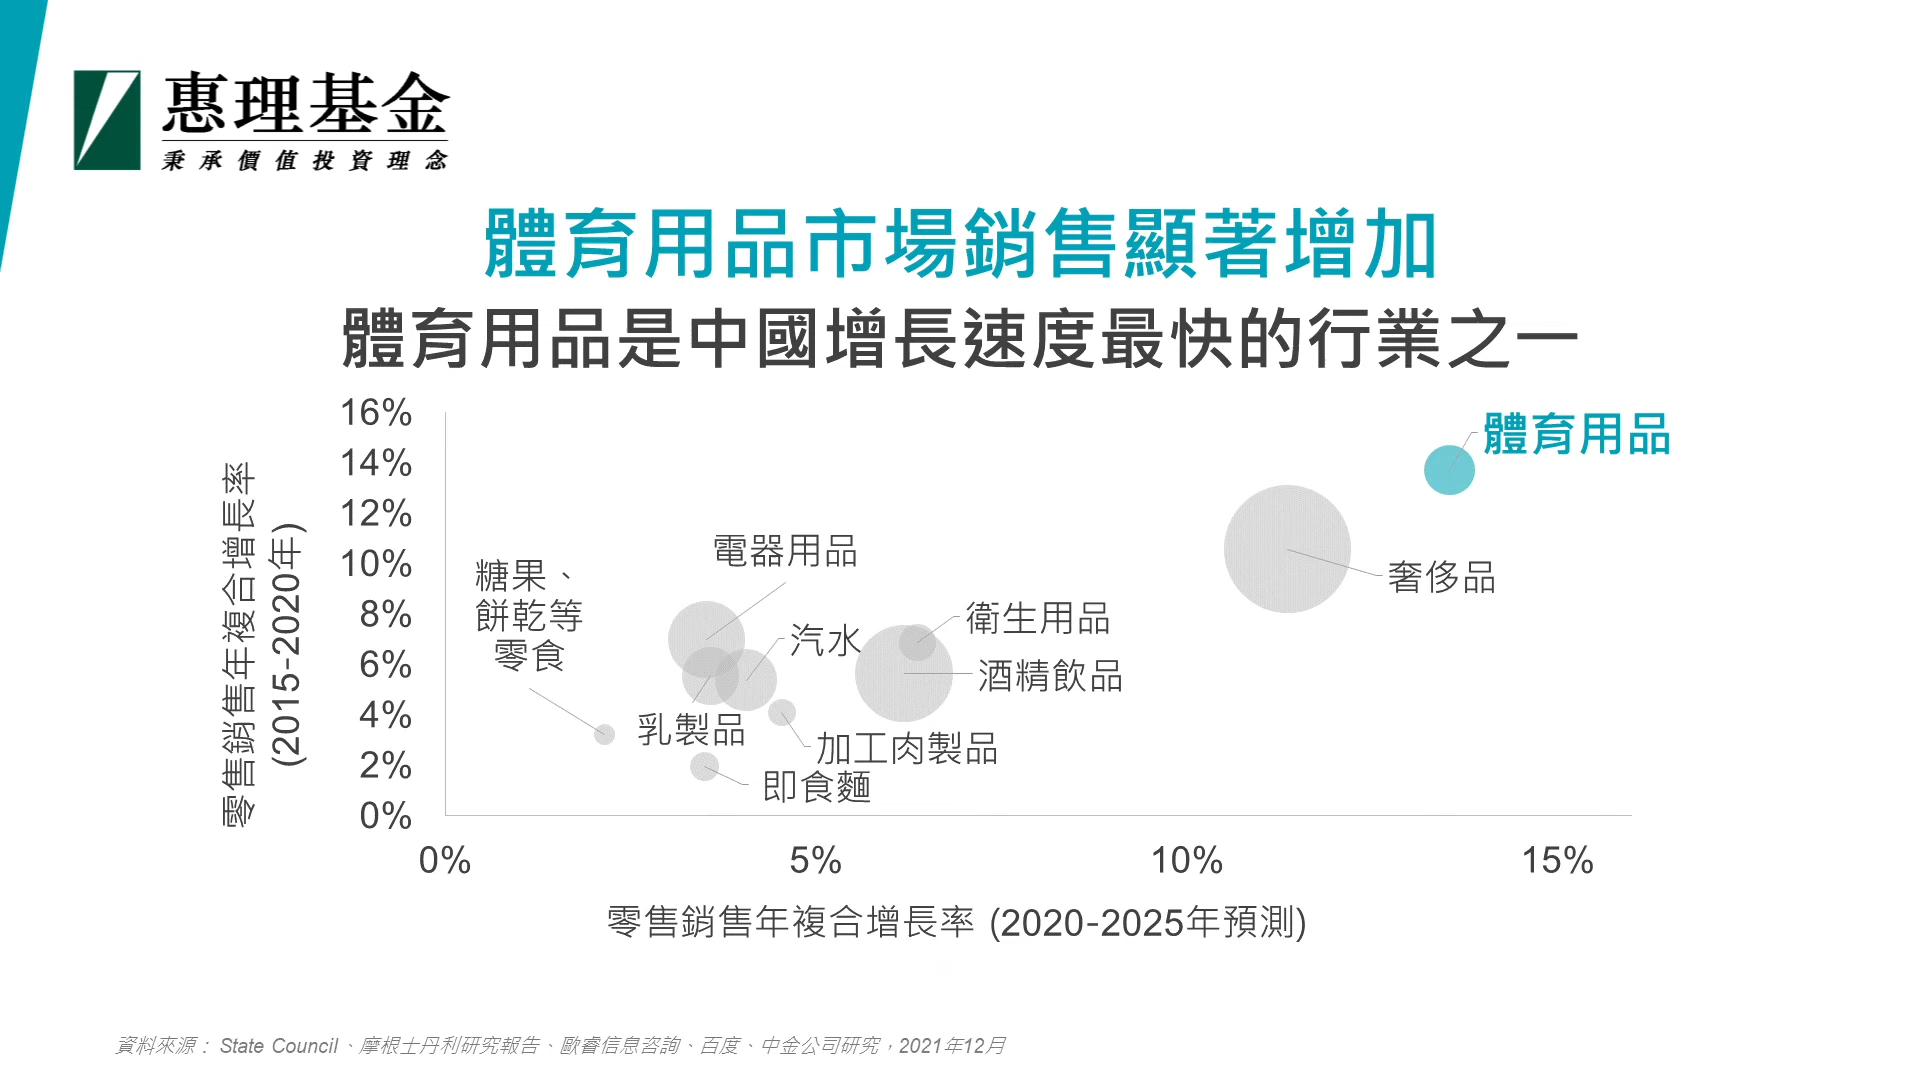 惠理基金
秉承價值投資理念
體育用品市場銷售顯著增加
體育用品是中國增長速度最快的行業之一
零售銷售年複合增長率
(2015-2020年)
16%
14%
12%
10%
8%
6%
4%
2%
0%
體育用品
奢侈品
電器用品
糖果、
餅乾等
零食
汽水
衛生用品
酒精飲品
乳製品
加工肉製品
即食麵
0%
5%
10%
15%
零售銷售年複合增長率 (2020-2025年預測)
資料來源： State Council、摩根士丹利研究報告、歐睿信息咨詢、百度、中金公司研究，2021年12月